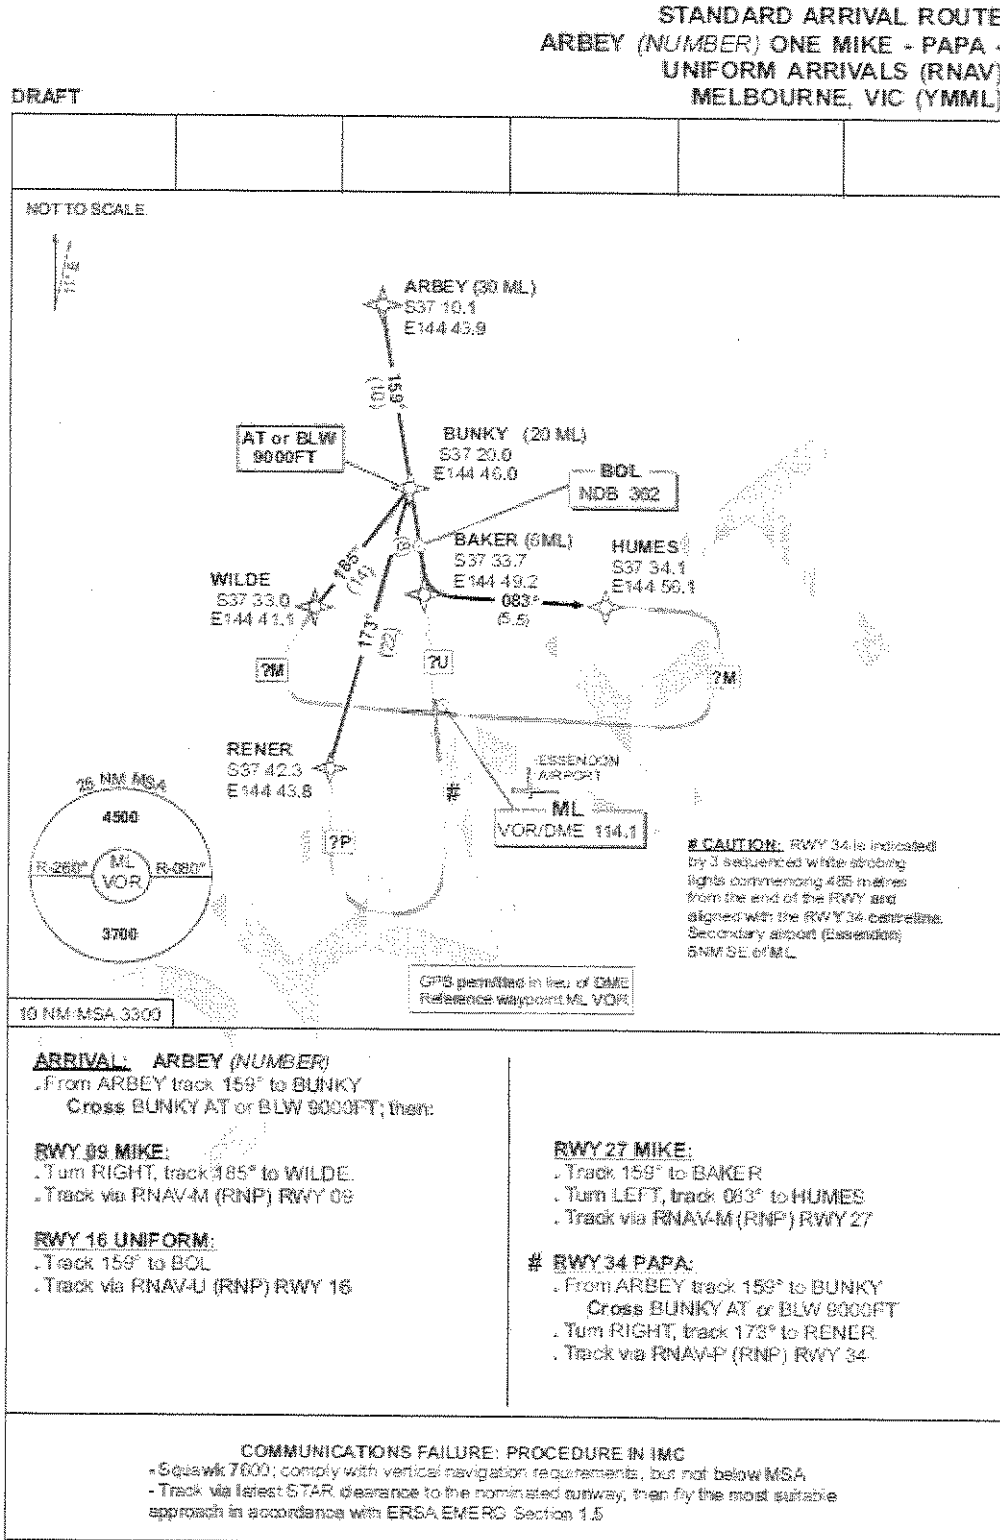 STANDARD ARRIVAL ROUTE
ARBEY (NUMBER) ONE MIKE - PAPA -
UNIFORM ARRIVALS (RNAV)
MELBOURNE, VIC (YMML)
DRAFT
NOT TO SCALE
ARBEY (30 ML)
S37 10.1
E144 43.9
159°
(10)
AT or BLW
9000FT
BUNKY (20 ML)
S37 20.0
E144 46.0
BOL
NDB 362
BAKER (6ML)
S37 33.7
E144 49.2
HUMES
S37 34.1
E144 56.1
WILDE
S37 33.0
E144 41.1
185°
(14)
083°
(5.5)
173°
?M
?U
?M
RENER
S37 42.3
E144 43.8
ESSENDON
AIRPORT
#
ML
VOR/DME 114.1
?P
25 NM MSA
4500
R-260°
ML
VOR
R-080°
3700
10 NM MSA 3300
# CAUTION: RWY 34 is indicated
by 3 sequenced white strobing
lights commencing 485 metres
from the end of the RWY and
aligned with the RWY 34 centreline.
Secondary airport (Essendon)
5NM SE of ML
GPS permitted in lieu of DME
Reference waypoint ML VOR
ARRIVAL: ARBEY (NUMBER)
. From ARBEY track 159° to BUNKY
Cross BUNKY AT or BLW 9000FT; then:
RWY 09 MIKE:
. Turn RIGHT, track 185° to WILDE.
. Track via RNAV-M (RNP) RWY 09
RWY 16 UNIFORM:
. Track 159° to BOL
. Track via RNAV-U (RNP) RWY 16
RWY 27 MIKE:
. Track 159° to BAKER
. Turn LEFT, track 083° to HUMES
. Track via RNAV-M (RNP) RWY 27
# RWY 34 PAPA:
. From ARBEY track 159° to BUNKY
Cross BUNKY AT or BLW 9000FT
. Turn RIGHT, track 173° to RENER
. Track via RNAV-P (RNP) RWY 34
COMMUNICATIONS FAILURE: PROCEDURE IN IMC
- Squawk 7600; comply with vertical navigation requirements, but not below MSA
- Track via latest STAR clearance to the nominated runway, then fly the most suitable
approach in accordance with ERSA EMERG Section 1.5